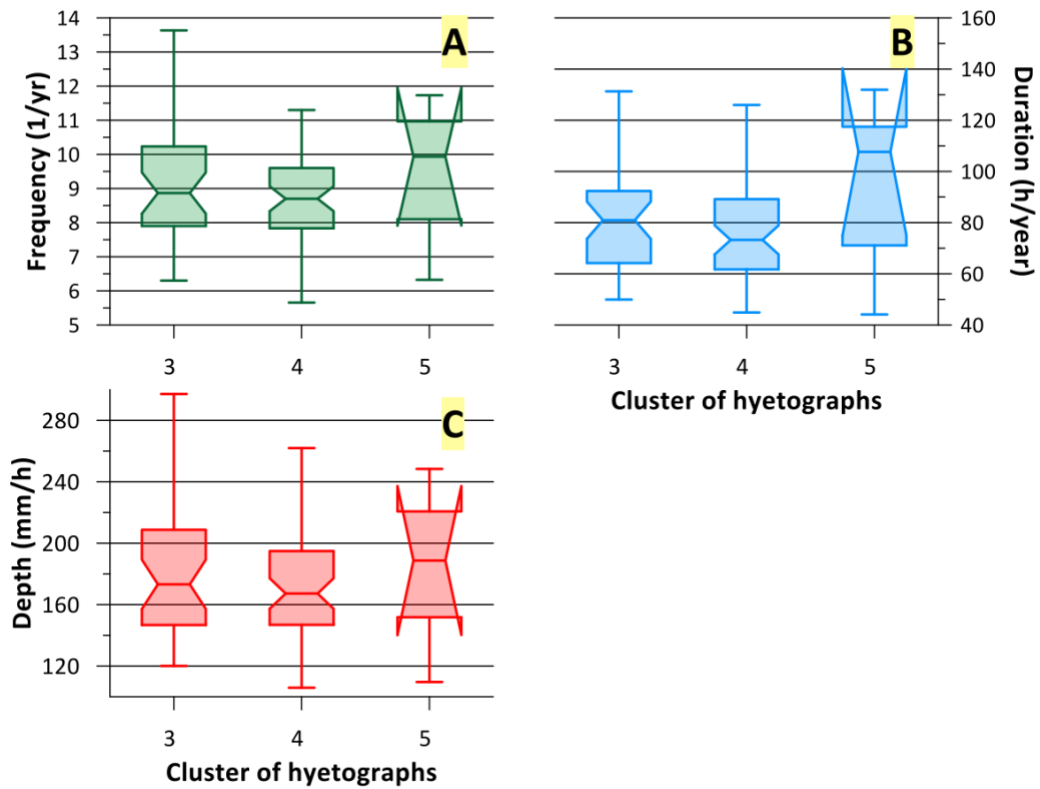 A
Frequency (1/yr)
14
13
12
11
10
9
8
7
6
5
3 4 5
B
Duration (h/year)
160
140
120
100
80
60
40
3 4 5
Cluster of hyetographs
C
Depth (mm/h)
280
240
200
160
120
3 4 5
Cluster of hyetographs